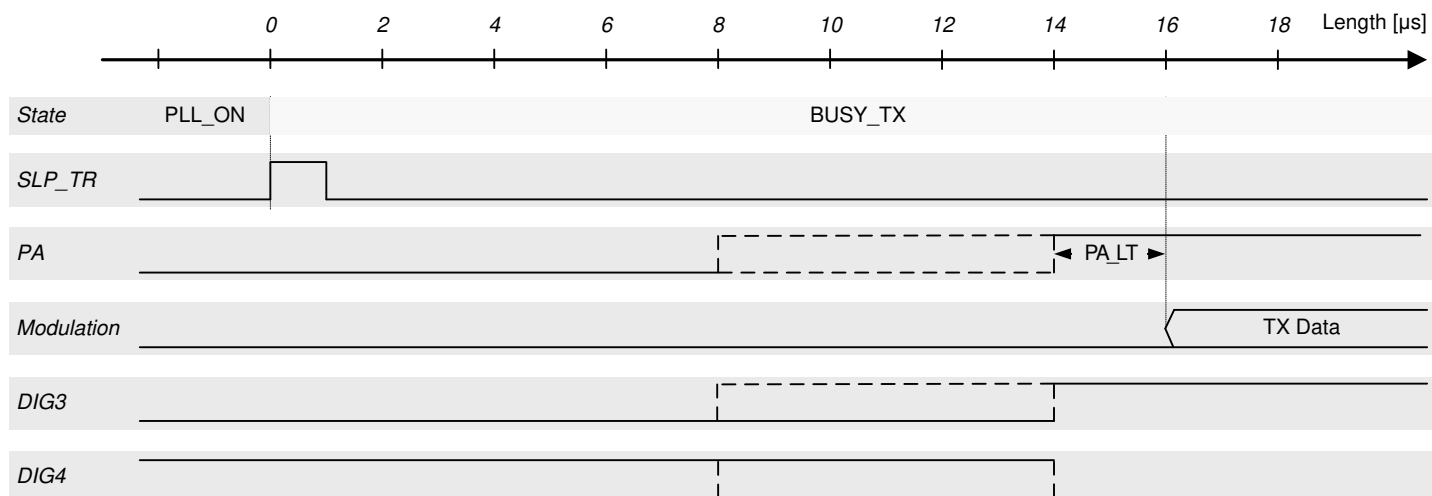 0 2 4 6 8 10 12 14 16 18 Length [µs]
State PLL_ON BUSY_TX
SLP_TR
PA PA_LT
Modulation TX Data
DIG3
DIG4